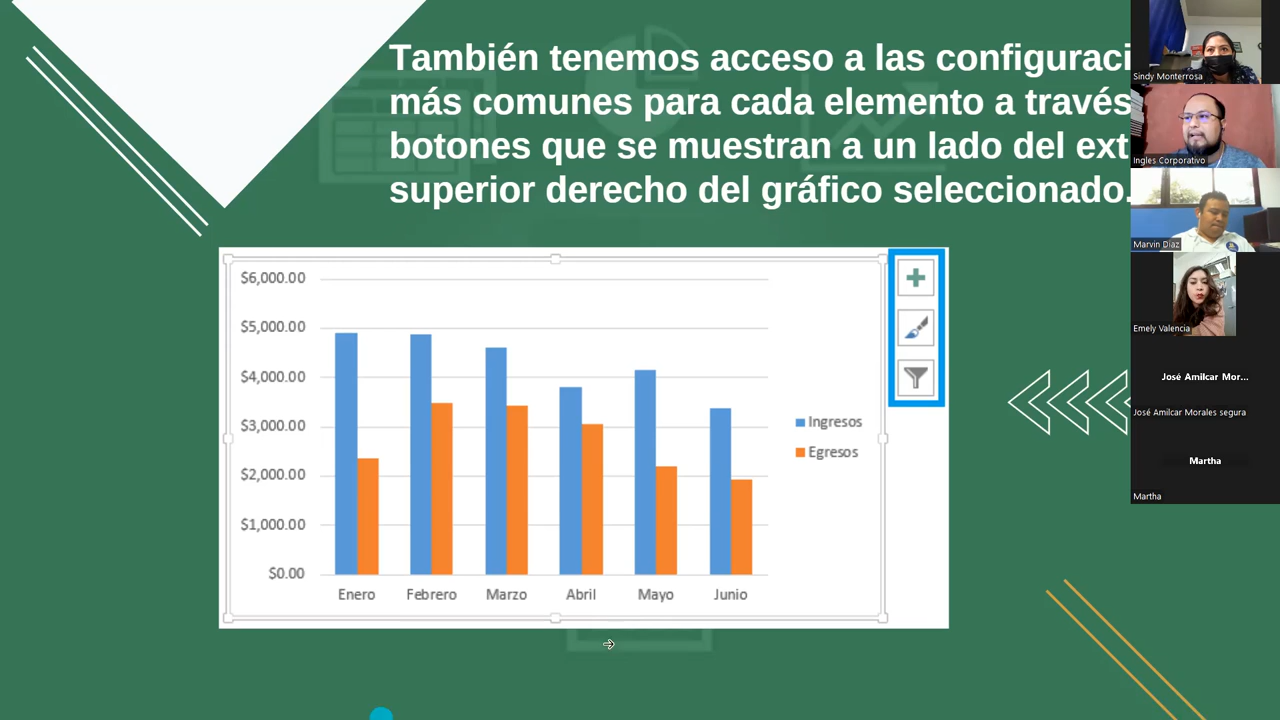 También tenemos acceso a las configuraci
más comunes para cada elemento a través
botones que se muestran a un lado del ext
superior derecho del gráfico seleccionado.
$6,000.00
$5,000.00
$4,000.00
$3,000.00
$2,000.00
$1,000.00
$0.00
Enero Febrero Marzo Abril Mayo Junio
Ingresos
Egresos
Sindy Monterrosa
Ingles Corporativo
Marvin Díaz
Emely Valencia
José Amilcar Mor...
José Amilcar Morales segura
Martha
Martha